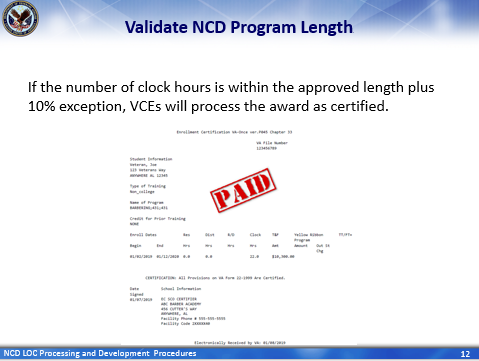 Validate NCD Program Length
If the number of clock hours is within the approved length plus
10% exception, VCEs will process the award as certified.
Enrollment Certification VA-Once ver.P045 Chapter 33
VA File Number
123456789
Student Information
Veteran, Joe
123 Veterans Way
ANYWHERE AL 12345
Type of Training
Non_college
PAID
Name of Program
BARBERING;431;431
Credit for Prior Training
NONE
Enroll Dates Res Dist R/D Clock T&F Yellow Ribbon TT/FT
Program
Begin End Hrs Hrs Hrs Hrs Amt Amount Out St
Chg
01/02/2019 01/12/2020 0.0 0.0 22.0 $16,300.00
CERTIFICATION: All Provisions on VA Form 22-1999 Are Certified.
Date School Information
Signed
01/07/2019 EC SCO CERTIFIER
ABC BARBER ACADEMY
456 CUTTER'S WAY
ANYWHERE, AL
Facility Phone # 555-555-5555
Facility Code 2XXXXXXX
Electronically Received by VA: 01/08/2019
NCD LOC Processing and Development Procedures
12